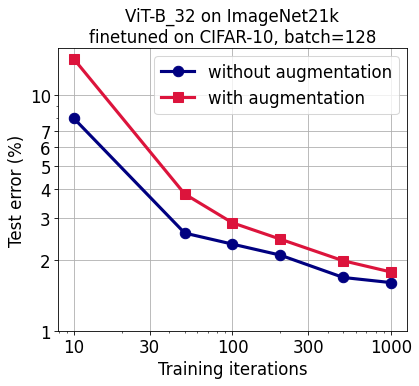 ViT-B_32 on ImageNet21k
finetuned on CIFAR-10, batch=128
without augmentation
with augmentation
Test error (%)
10
7
6
5
4
3
2
1
10 30 100 300 1000
Training iterations